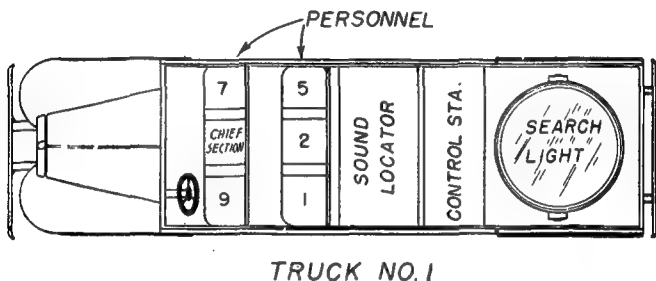 PERSONNEL
7
CHIEF
SECTION
9
5
2
1
SOUND
LOCATOR
CONTROL STA.
SEARCH
LIGHT
TRUCK NO. 1